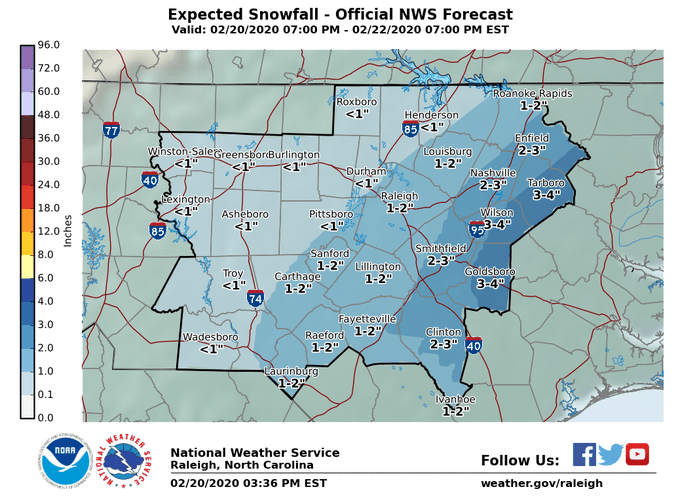 Expected Snowfall - Official NWS Forecast
Valid: 02/20/2020 07:00 PM - 02/22/2020 07:00 PM EST
96.0
72.0
60.0
48.0
36.0
30.0
24.0
18.0
12.0
8.0
6.0
4.0
3.0
2.0
1.0
0.1
0.0
Inches
Roanoke Rapids
1-2"
Roxboro
<1"
Henderson
<1"
85
77
Enfield
2-3"
Winston-Salem
<1"
Greensboro
<1"
Burlington
<1"
Louisburg
1-2"
Durham
<1"
Nashville
2-3"
40
Tarboro
3-4"
Lexington
<1"
Raleigh
1-2"
Asheboro
<1"
Pittsboro
<1"
Wilson
3-4"
95
85
Smithfield
2-3"
Sanford
1-2"
Lillington
1-2"
Goldsboro
3-4"
Troy
<1"
Carthage
1-2"
74
Fayetteville
1-2"
Wadesboro
<1"
Raeford
1-2"
Clinton
2-3"
40
Laurinburg
1-2"
Ivanhoe
1-2"
NOAA
NATIONAL WEATHER SERVICE
National Weather Service
Raleigh, North Carolina
02/20/2020 03:36 PM EST
Follow Us:
weather.gov/raleigh